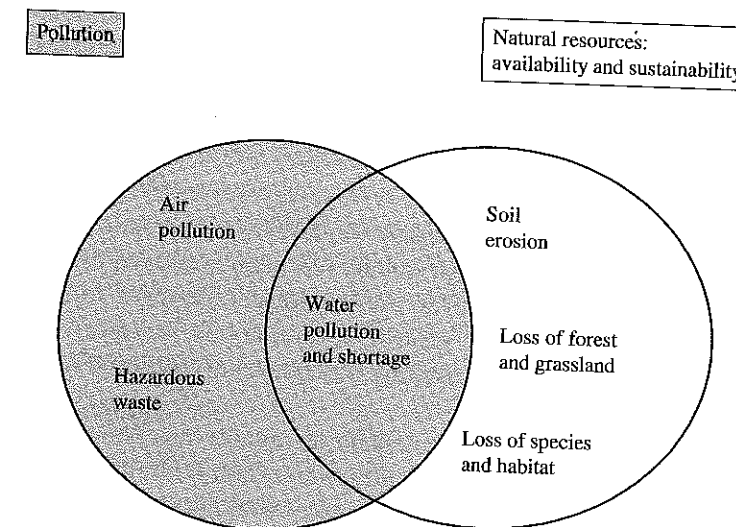 Pollution
Natural resources:
availability and sustainability
Air
pollution
Soil
erosion
Water
pollution
and shortage
Loss of forest
and grassland
Hazardous
waste
Loss of species
and habitat